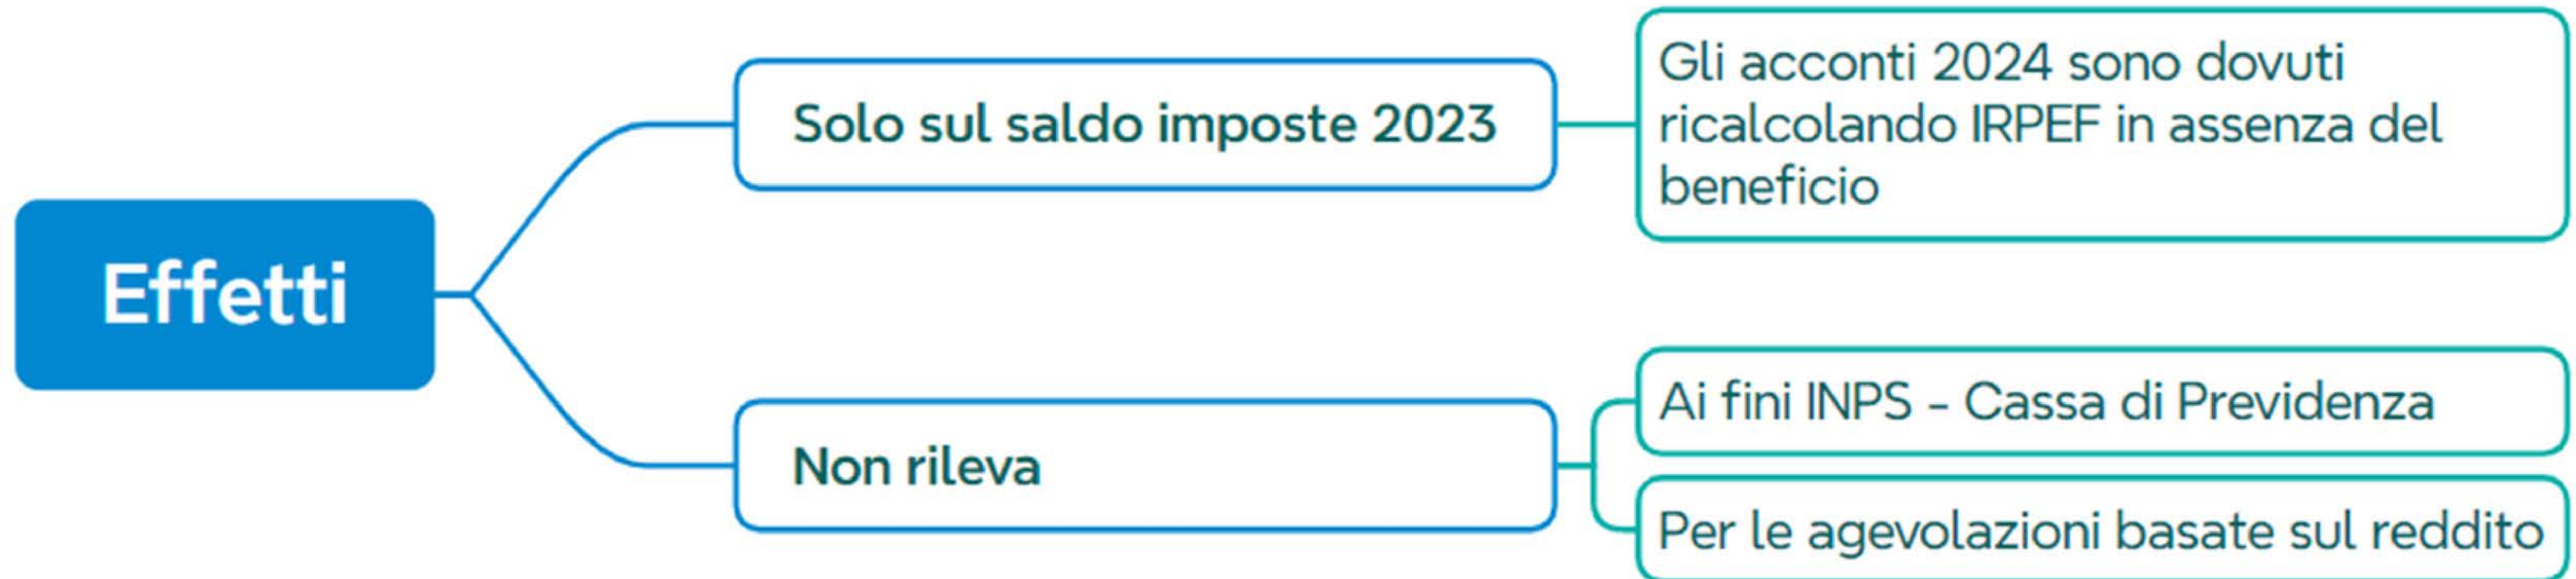 Effetti
Solo sul saldo imposte 2023
Gli acconti 2024 sono dovuti
ricalcolando IRPEF in assenza del
beneficio
Non rileva
Ai fini INPS - Cassa di Previdenza
Per le agevolazioni basate sul reddito